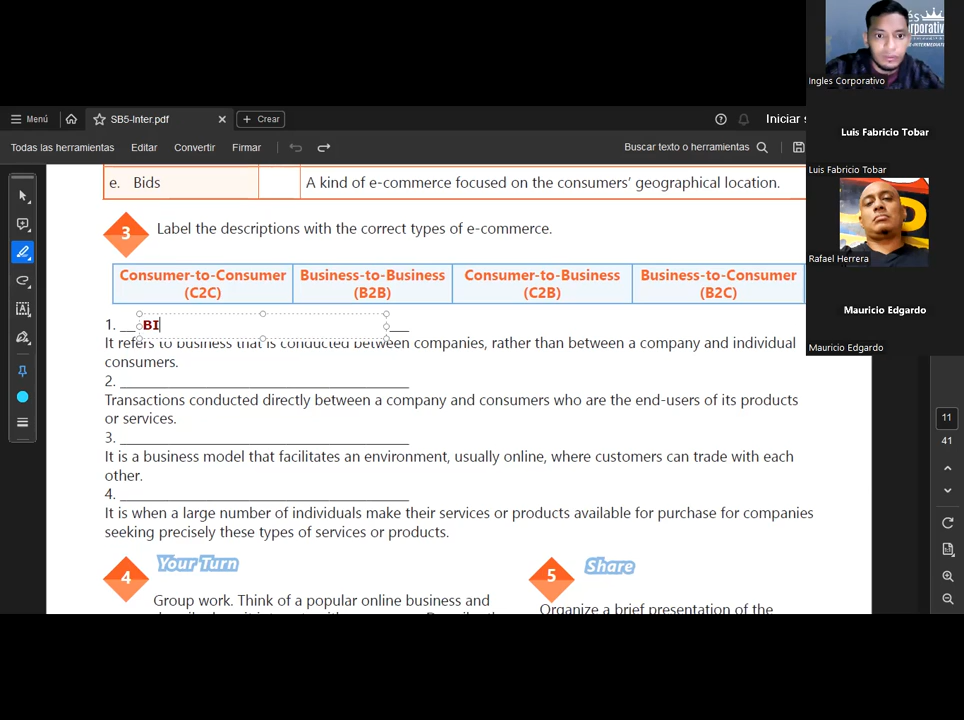 Ingles Corporativo
Luis Fabricio Tobar
Luis Fabricio Tobar
Rafael Herrera
Mauricio Edgardo
Mauricio Edgardo
Menú
SB5-Inter.pdf
Crear
Iniciar s
Todas las herramientas Editar Convertir Firmar
Buscar texto o herramientas
e. Bids A kind of e-commerce focused on the consumers' geographical location.
3 Label the descriptions with the correct types of e-commerce.
Consumer-to-Consumer (C2C)
Business-to-Business (B2B)
Consumer-to-Business (C2B)
Business-to-Consumer (B2C)
1. __ BI ___
It refers to business that is conducted between companies, rather than between a company and individual
consumers.
2. ________________________________
Transactions conducted directly between a company and consumers who are the end-users of its products
or services.
3. ________________________________
It is a business model that facilitates an environment, usually online, where customers can trade with each
other.
4. ________________________________
It is when a large number of individuals make their services or products available for purchase for companies
seeking precisely these types of services or products.
4 Your Turn
Group work. Think of a popular online business and
5 Share
Organize a brief presentation of the
11
41